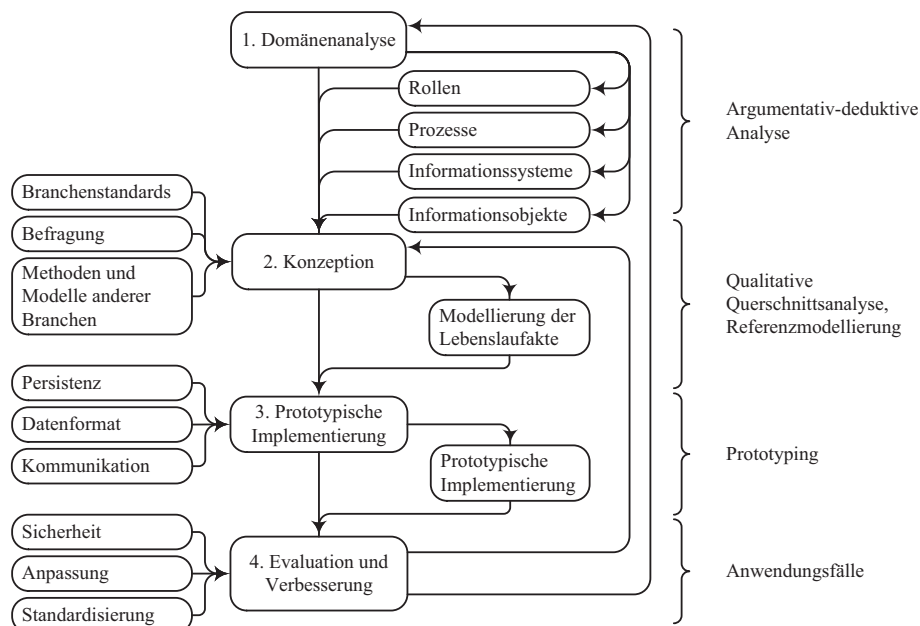 1. Domänenanalyse
Rollen
Prozesse
Informationssysteme
Informationsobjekte
Argumentativ-deduktive
Analyse
Branchenstandards
Befragung
Methoden und
Modelle anderer
Branchen
2. Konzeption
Modellierung der
Lebenslaufakte
Qualitative
Querschnittsanalyse,
Referenzmodellierung
Persistenz
Datenformat
Kommunikation
3. Prototypische
Implementierung
Prototypische
Implementierung
Prototyping
Sicherheit
Anpassung
Standardisierung
4. Evaluation und
Verbesserung
Anwendungsfälle